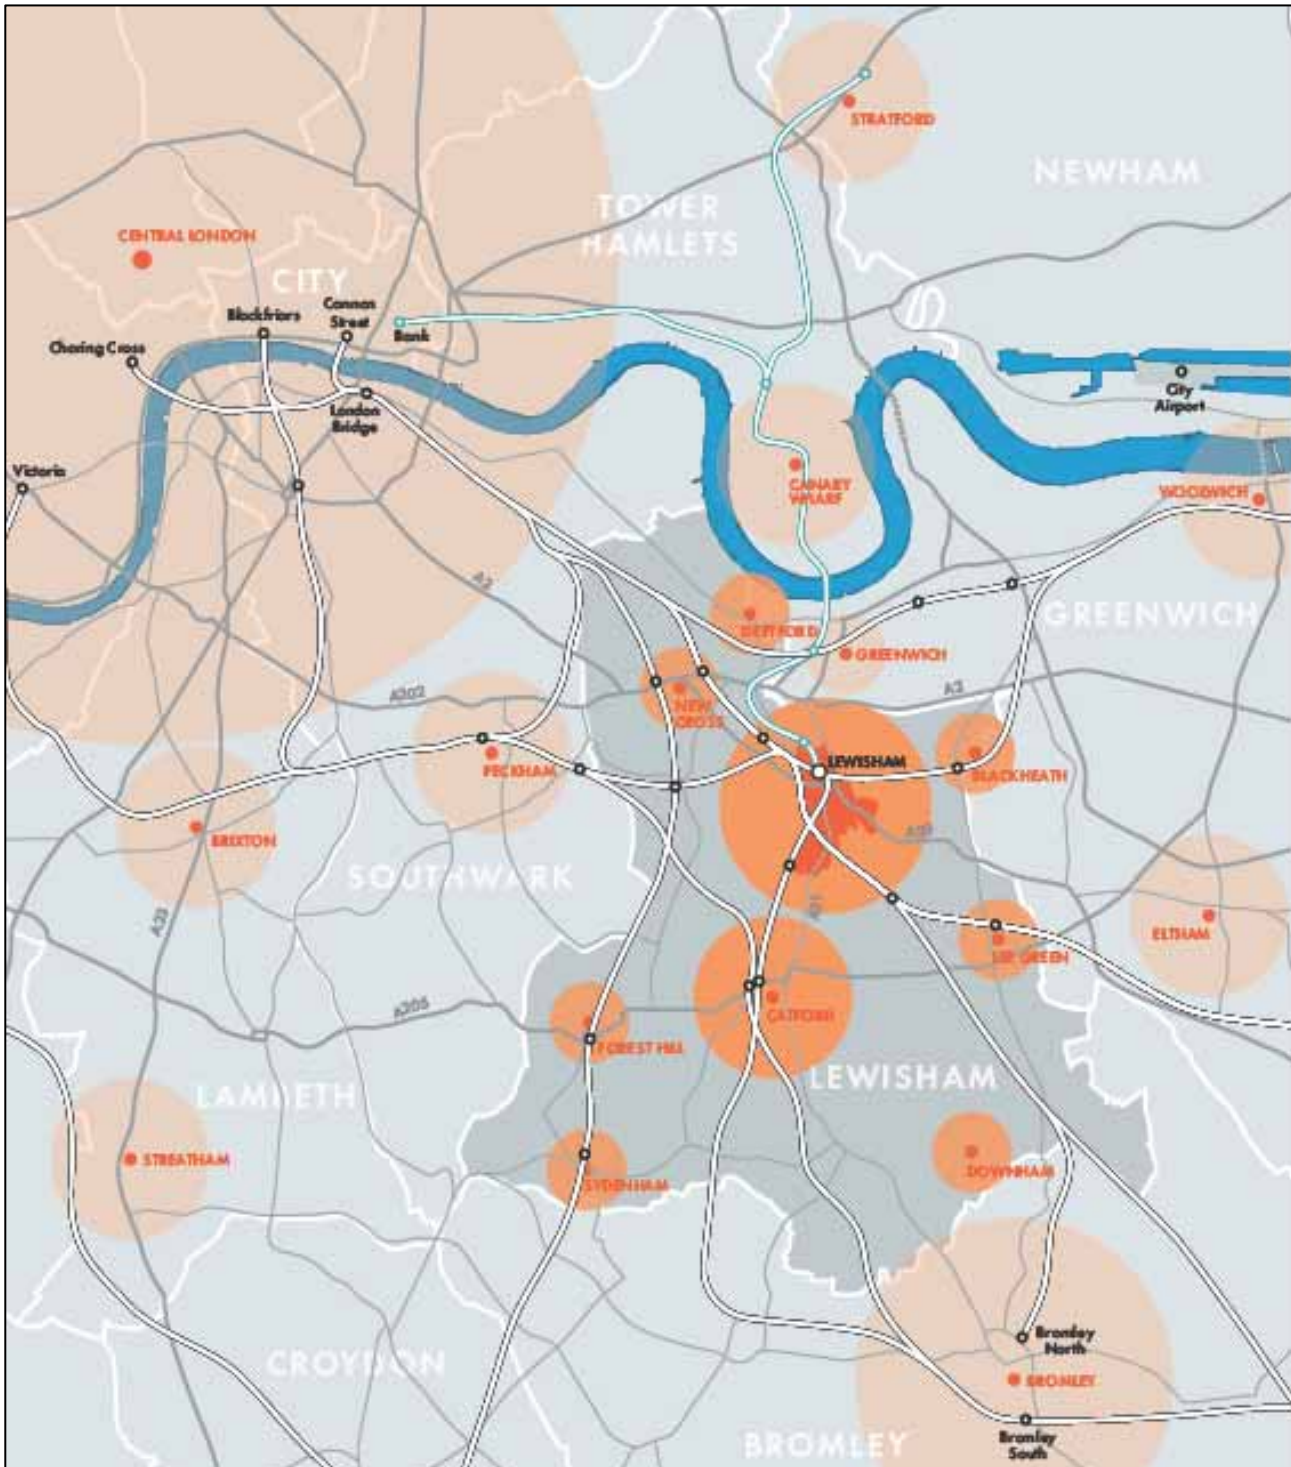 STRATFORD
NEWHAM
TOWER
HAMLETS
CENTRAL LONDON
CITY
Cannon
Street
Blackfriars
Bank
Charing Cross
London
Bridge
City
Airport
Victoria
CANARY
WHARF
WOOLWICH
A2
DEPTFORD
GREENWICH
GREENWICH
A202
A2
NEW
CROSS
PECKHAM
LEWISHAM
BLACKHEATH
BRIXTON
SOUTHWARK
A23
A21
ELTHAM
LEE GREEN
A205
CATFORD
FOREST HILL
LEWISHAM
LAMBETH
STREATHAM
SYDENHAM
DOWNHAM
Bromley
North
CROYDON
BROMLEY
BROMLEY
Bromley
South